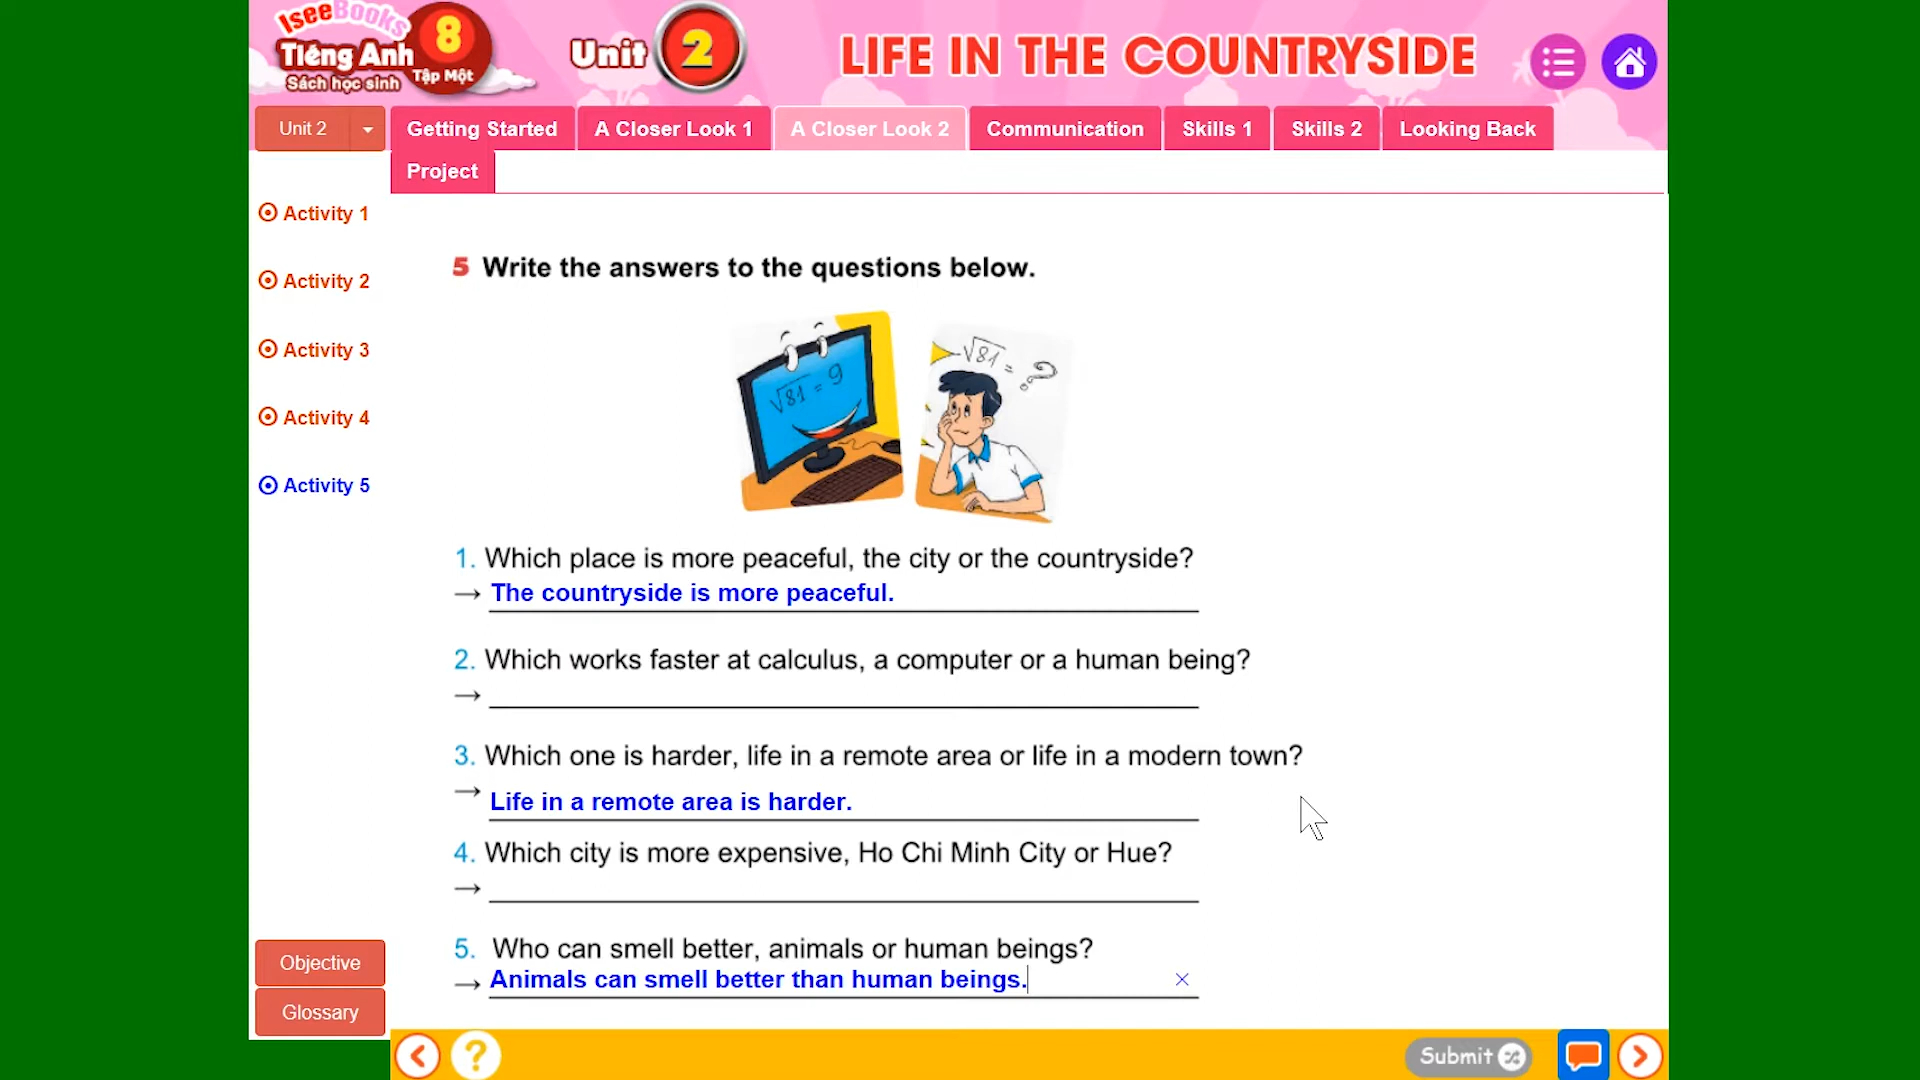 IseeBooks
Tiếng Anh 8
Sách học sinh Tập Một
Unit 2
LIFE IN THE COUNTRYSIDE
Unit 2
Getting Started
A Closer Look 1
A Closer Look 2
Communication
Skills 1
Skills 2
Looking Back
Project
Activity 1
Activity 2
Activity 3
Activity 4
Activity 5
5 Write the answers to the questions below.
√81 = 9
√81 = ?
1. Which place is more peaceful, the city or the countryside?
→ The countryside is more peaceful.
2. Which works faster at calculus, a computer or a human being?
→
3. Which one is harder, life in a remote area or life in a modern town?
→ Life in a remote area is harder.
4. Which city is more expensive, Ho Chi Minh City or Hue?
→
5. Who can smell better, animals or human beings?
→ Animals can smell better than human beings.
Objective
Glossary
?
Submit